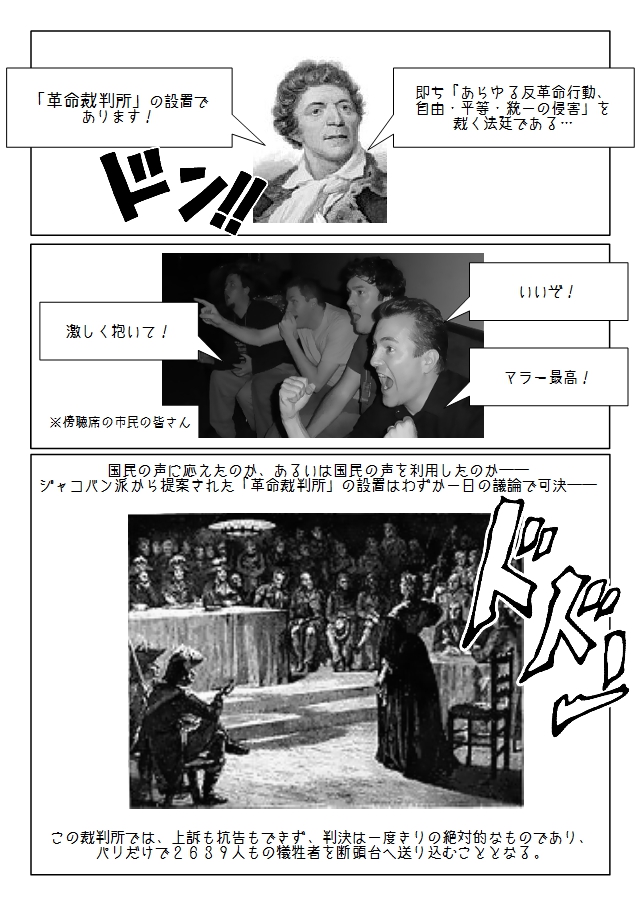 「革命裁判所」の設置で
あります！
即ち『あらゆる反革命行動、
自由・平等・統一の侵害』を
裁く法廷である…
ドン!!
いいぞ！
激しく抱いて！
マラー最高！
※傍聴席の市民の皆さん
国民の声に応えたのか、あるいは国民の声を利用したのか――
ジャコバン派から提案された「革命裁判所」の設置はわずか一日の議論で可決――
ドドン
この裁判所では、上訴も抗告もできず、判決は一度きりの絶対的なものであり、
パリだけで２６３９人もの犠牲者を断頭台へ送り込むこととなる。